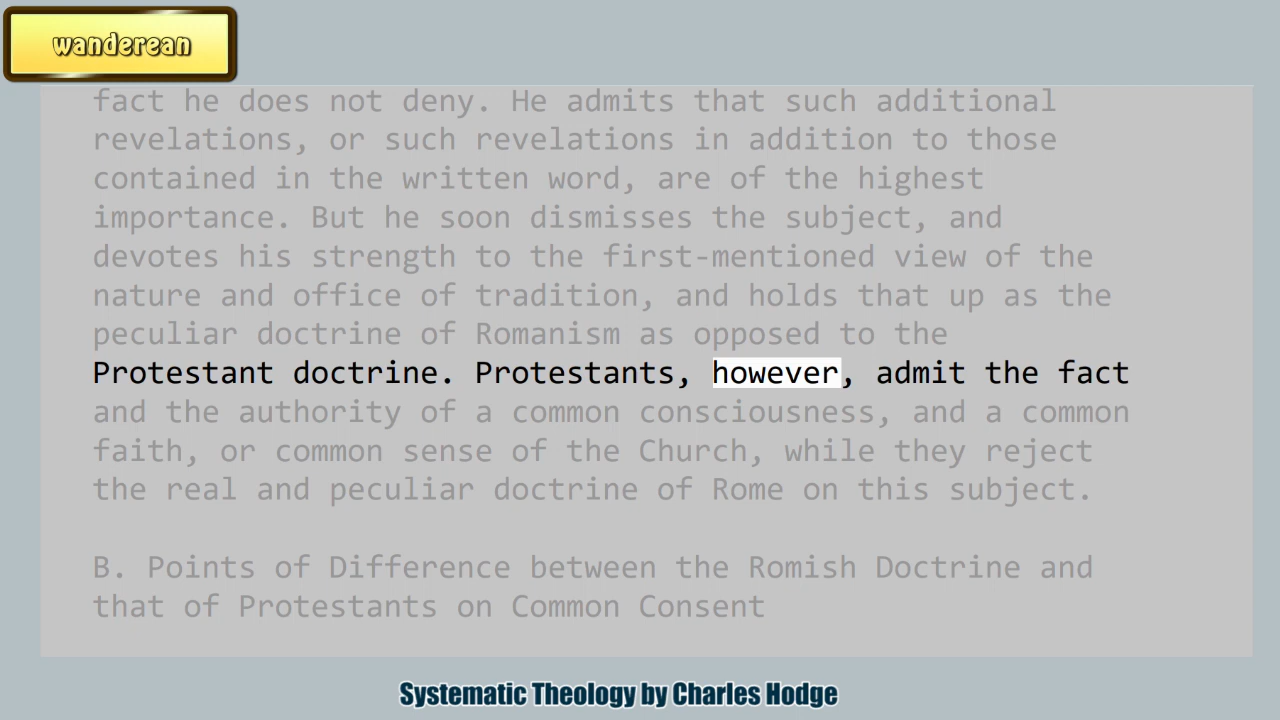 wanderean
fact he does not deny. He admits that such additional
revelations, or such revelations in addition to those
contained in the written word, are of the highest
importance. But he soon dismisses the subject, and
devotes his strength to the first-mentioned view of the
nature and office of tradition, and holds that up as the
peculiar doctrine of Romanism as opposed to the
Protestant doctrine. Protestants, however, admit the fact
and the authority of a common consciousness, and a common
faith, or common sense of the Church, while they reject
the real and peculiar doctrine of Rome on this subject.
B. Points of Difference between the Romish Doctrine and
that of Protestants on Common Consent
Systematic Theology by Charles Hodge